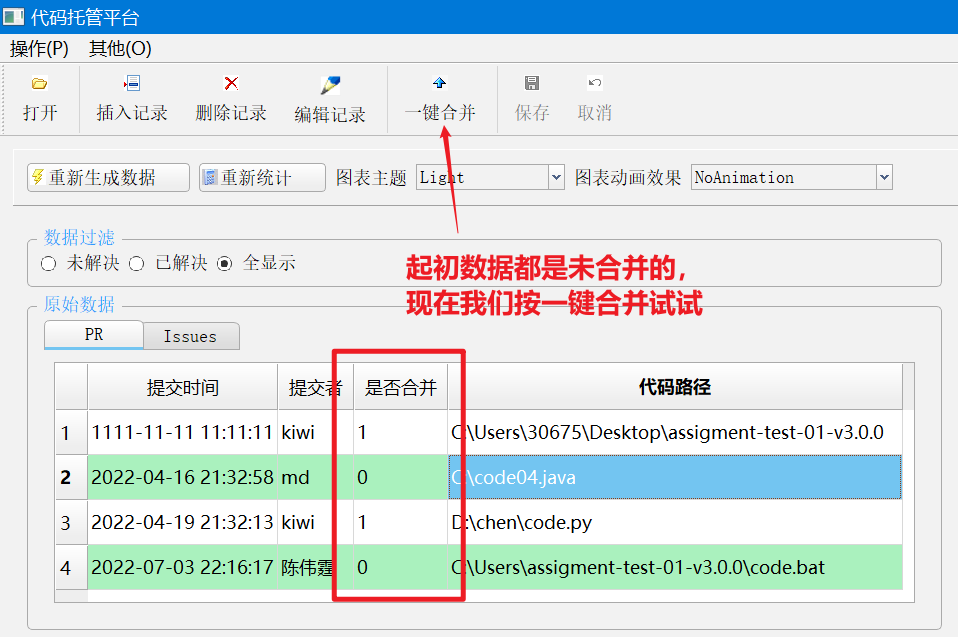 代码托管平台
操作(P) 其他(O)
打开 插入记录 删除记录 编辑记录 一键合并 保存 取消
重新生成数据 重新统计 图表主题 Light 图表动画效果 NoAnimation
数据过滤
未解决 已解决 全显示
起初数据都是未合并的，
现在我们按一键合并试试
原始数据
PR Issues
提交时间 提交者 是否合并 代码路径
1 1111-11-11 11:11:11 kiwi 1 C:\Users\30675\Desktop\assigment-test-01-v3.0.0
2 2022-04-16 21:32:58 md 0 C:\code04.java
3 2022-04-19 21:32:13 kiwi 1 D:\chen\code.py
4 2022-07-03 22:16:17 陈伟霆 0 C:\Users\assigment-test-01-v3.0.0\code.bat